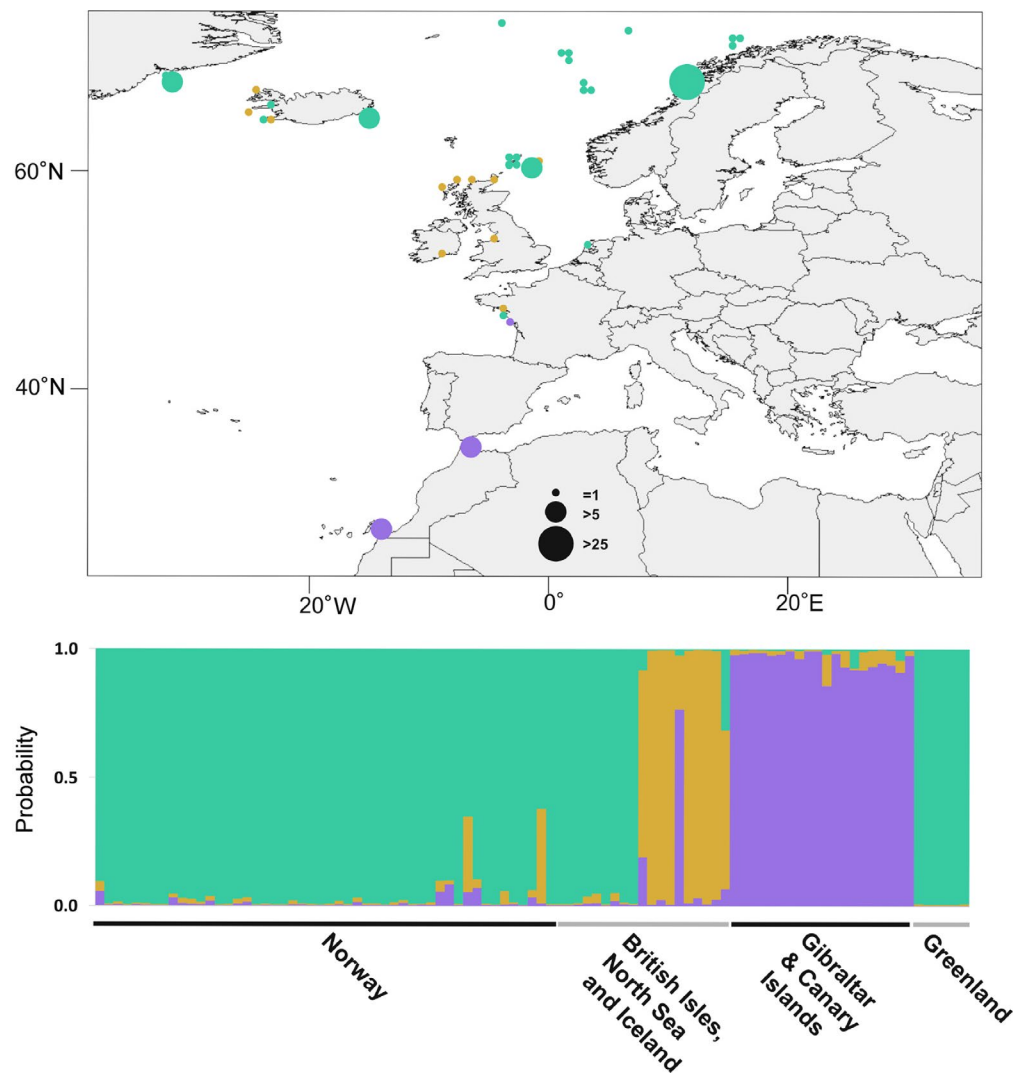 60°N
40°N
=1
>5
>25
20°W
0°
20°E
1.0
0.5
0.0
Probability
Norway
British Isles,
North Sea
and Iceland
Gibraltar
& Canary
Islands
Greenland